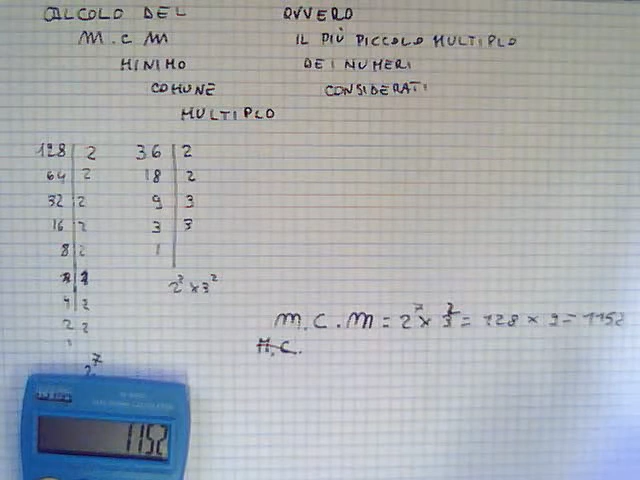 CALCOLO DEL OVVERO
M.C M IL PIÙ PICCOLO MULTIPLO
MINIMO DEI NUMERI
COMUNE CONSIDERATI
MULTIPLO
128 2 36 2
64 2 18 2
32 2 9 3
16 2 3 3
8 2 1
4 2
2² x 3²
2 2
1
2⁷
M.C.M = 2⁷ x 3² = 128 x 9 = 1152
M.C.
1152